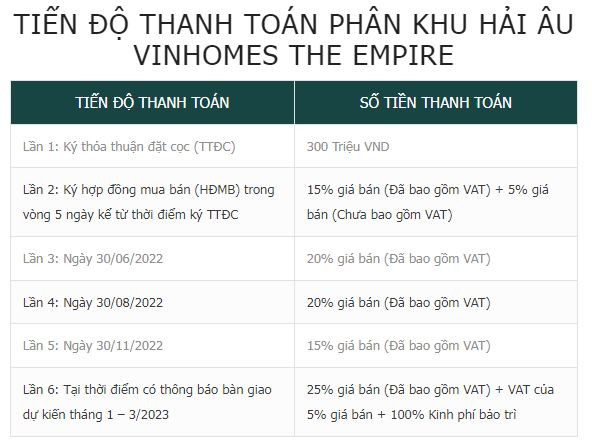 TIẾN ĐỘ THANH TOÁN PHÂN KHU HẢI ÂU
VINHOMES THE EMPIRE
TIẾN ĐỘ THANH TOÁN
SỐ TIỀN THANH TOÁN
Lần 1: Ký thỏa thuận đặt cọc (TTĐC)
300 Triệu VND
Lần 2: Ký hợp đồng mua bán (HĐMB) trong
vòng 5 ngày kể từ thời điểm ký TTĐC
15% giá bán (Đã bao gồm VAT) + 5% giá
bán (Chưa bao gồm VAT)
Lần 3: Ngày 30/06/2022
20% giá bán (Đã bao gồm VAT)
Lần 4: Ngày 30/08/2022
20% giá bán (Đã bao gồm VAT)
Lần 5: Ngày 30/11/2022
15% giá bán (Đã bao gồm VAT)
Lần 6: Tại thời điểm có thông báo bàn giao
dự kiến tháng 1 – 3/2023
25% giá bán (Đã bao gồm VAT) + VAT của
5% giá bán + 100% Kinh phí bảo trì